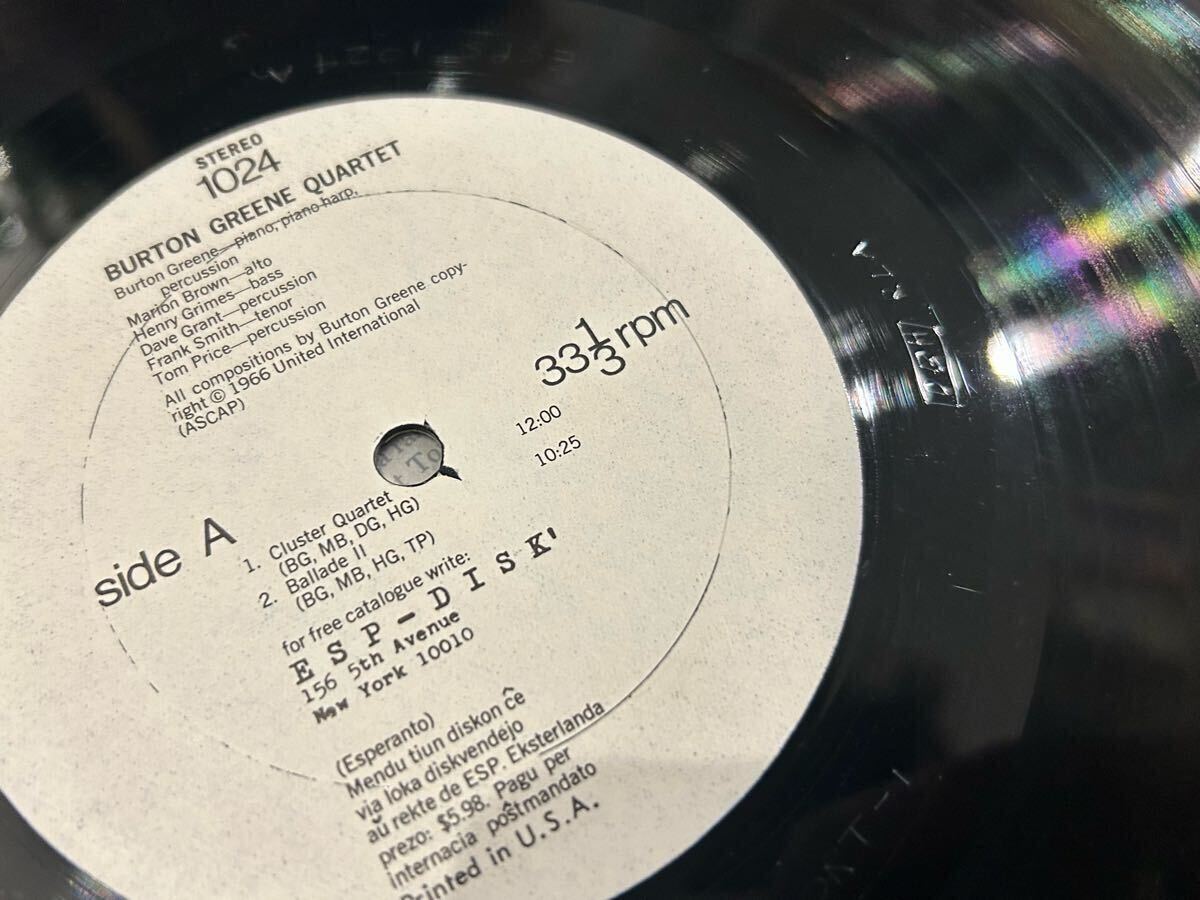 STEREO
1024
BURTON GREENE QUARTET
Burton Greene—piano, piano harp,
percussion
Marion Brown—alto
Henry Grimes—bass
Dave Grant—percussion
Frank Smith—tenor
Tom Price—percussion
All compositions by Burton Greene copy-
right © 1966 United International
(ASCAP)
33 1/3 rpm
side A
1. Cluster Quartet 12:00
(BG, MB, DG, HG)
2. Ballade II 10:25
(BG, MB, HG, TP)
for free catalogue write:
ESP-DISK'
156 5th Avenue
New York 10010
(Esperanto)
Mendu tiun diskon ĉe
via loka diskvendejo
aŭ rekte de ESP. Eksterlanda
prezo: $5.98. Pagu per
internacia poŝtmandato
Printed in U.S.A.